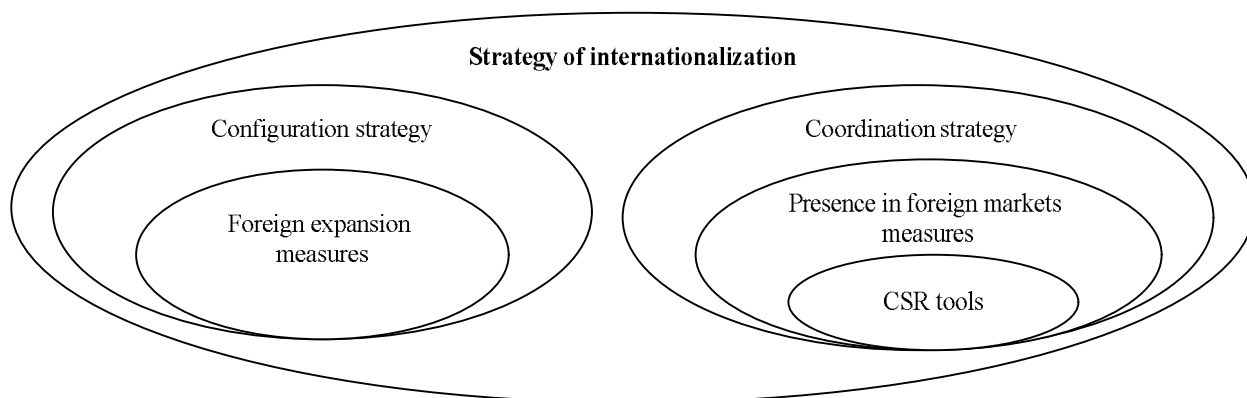 Strategy of internationalization
Configuration strategy
Foreign expansion
measures
Coordination strategy
Presence in foreign markets
measures
CSR tools